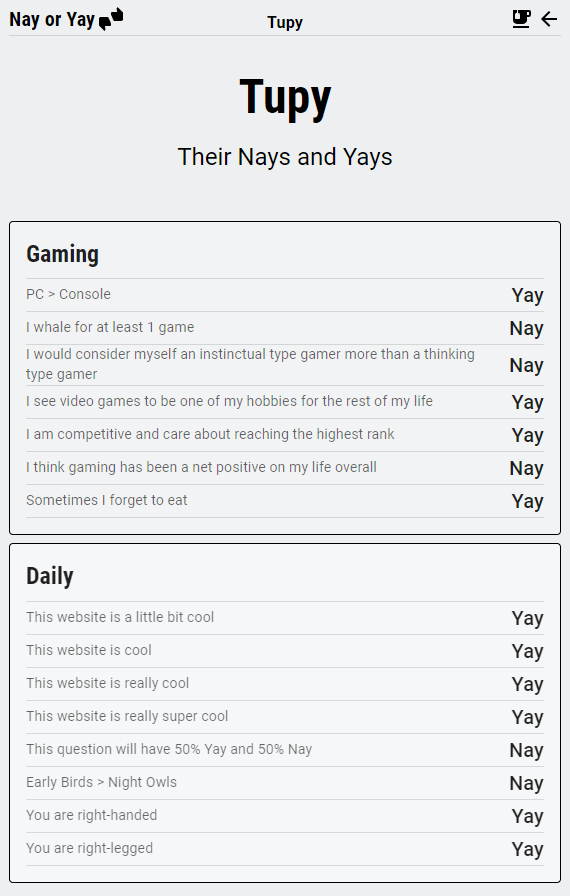 Nay or Yay
Tupy
Tupy
Their Nays and Yays
Gaming
PC > Console Yay
I whale for at least 1 game Nay
I would consider myself an instinctual type gamer more than a thinking
type gamer Nay
I see video games to be one of my hobbies for the rest of my life Yay
I am competitive and care about reaching the highest rank Yay
I think gaming has been a net positive on my life overall Nay
Sometimes I forget to eat Yay
Daily
This website is a little bit cool Yay
This website is cool Yay
This website is really cool Yay
This website is really super cool Yay
This question will have 50% Yay and 50% Nay Nay
Early Birds > Night Owls Nay
You are right-handed Yay
You are right-legged Yay